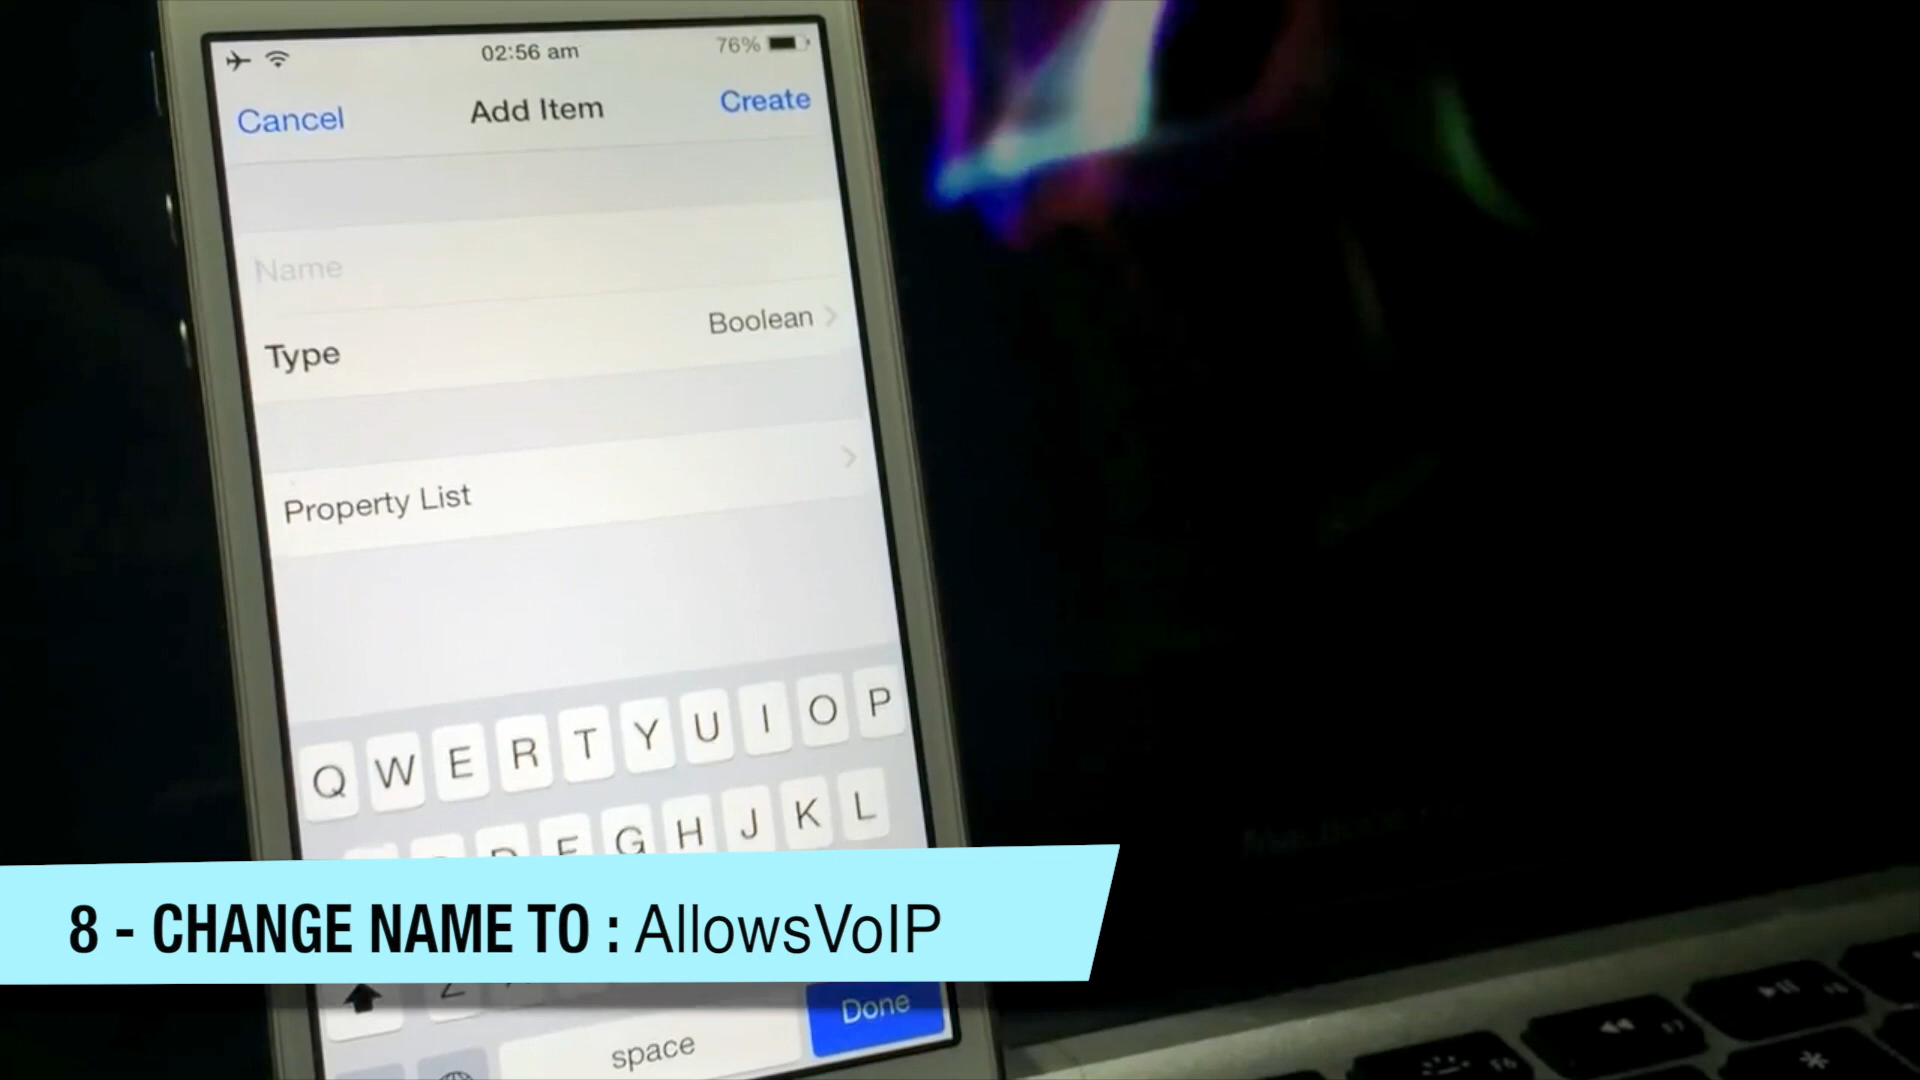 02:56 am
76%
Cancel
Add Item
Create
Name
Type
Boolean
Property List
Q W E R T Y U I O P
F G H J K L
8 - CHANGE NAME TO : AllowsVoIP
Z
Done
space